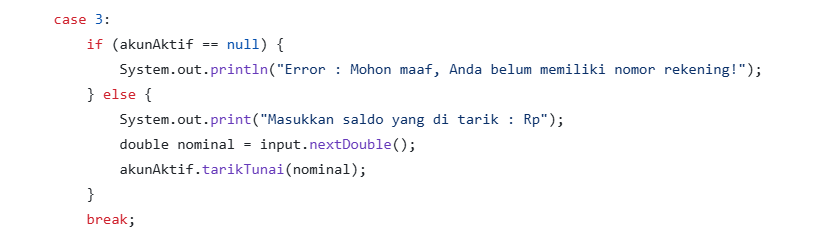 case 3:
    if (akunAktif == null) {
        System.out.println("Error : Mohon maaf, Anda belum memiliki nomor rekening!");
    } else {
        System.out.print("Masukkan saldo yang di tarik : Rp");
        double nominal = input.nextDouble();
        akunAktif.tarikTunai(nominal);
    }
    break;